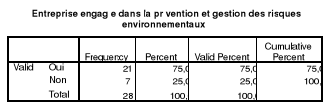 Entreprise engag e dans la pr vention et gestion des risques
environnementaux
Frequency Percent Valid Percent Cumulative Percent
Valid Oui 21 75,0 75,0 75,0
Non 7 25,0 25,0 100,
Total 28 100, 100,